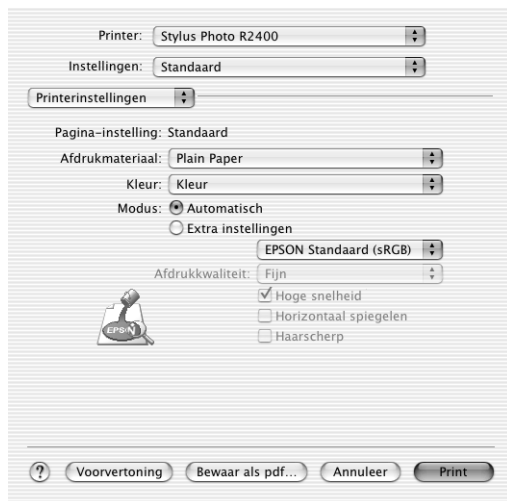 Printer: Stylus Photo R2400
Instellingen: Standaard
Printerinstellingen
Pagina-instelling: Standaard
Afdrukmateriaal: Plain Paper
Kleur: Kleur
Modus: Automatisch
Extra instellingen
EPSON Standaard (sRGB)
Afdrukkwaliteit: Fijn
Hoge snelheid
Horizontaal spiegelen
Haarscherp
EPSON
? Voorvertoning Bewaar als pdf... Annuleer Print